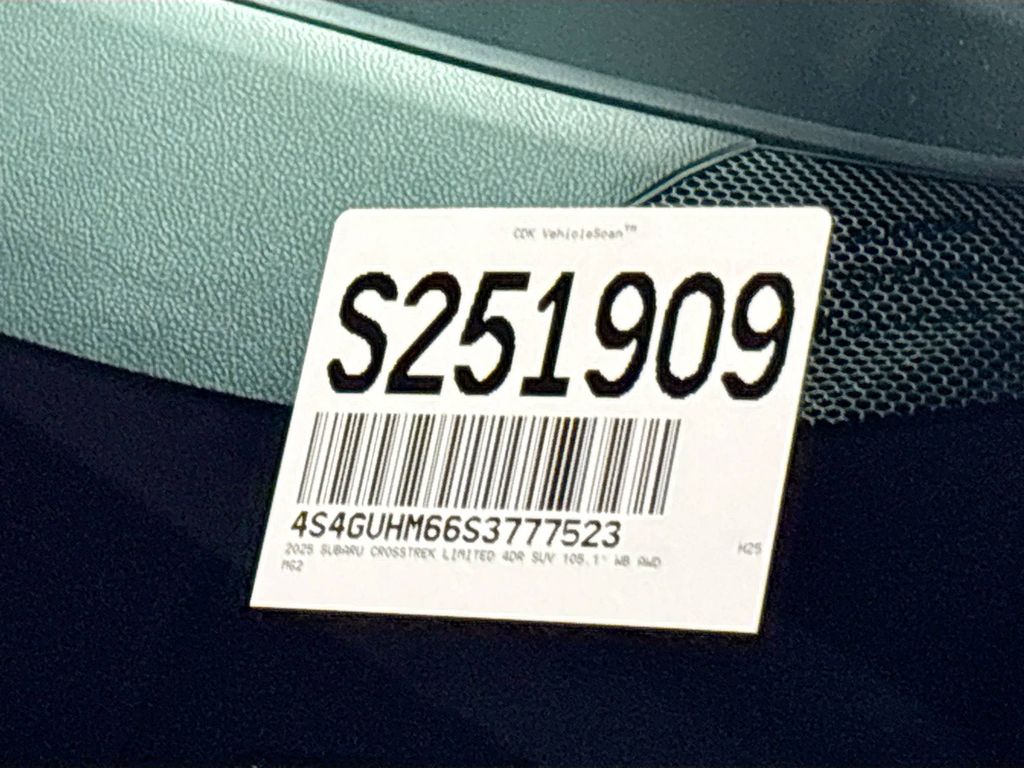 CDK VehicleScan™
S251909
4S4GUHM66S3777523
2025 SUBARU CROSSTREK LIMITED 4DR SUV 105.1" WB AWD
H25
MG2